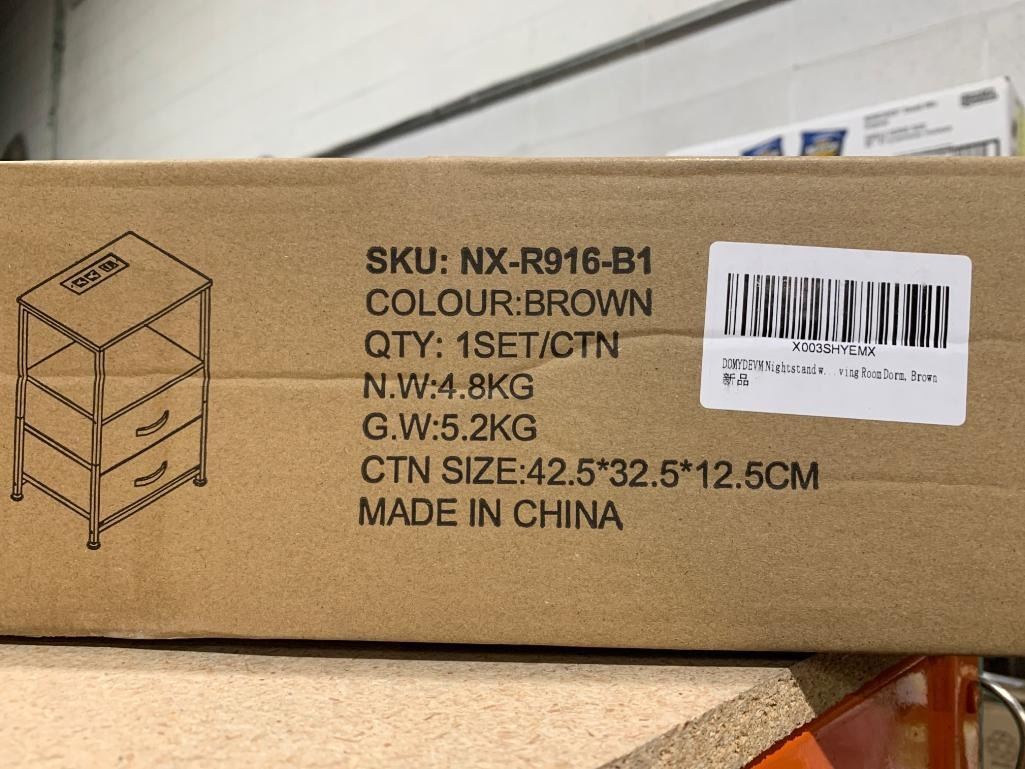 SKU: NX-R916-B1
COLOUR:BROWN
QTY: 1SET/CTN
N.W:4.8KG
G.W:5.2KG
CTN SIZE:42.5*32.5*12.5CM
MADE IN CHINA
X003SHYEMX
DOMYDEVM Nightstand w... ving Room Dorm, Brown
新品